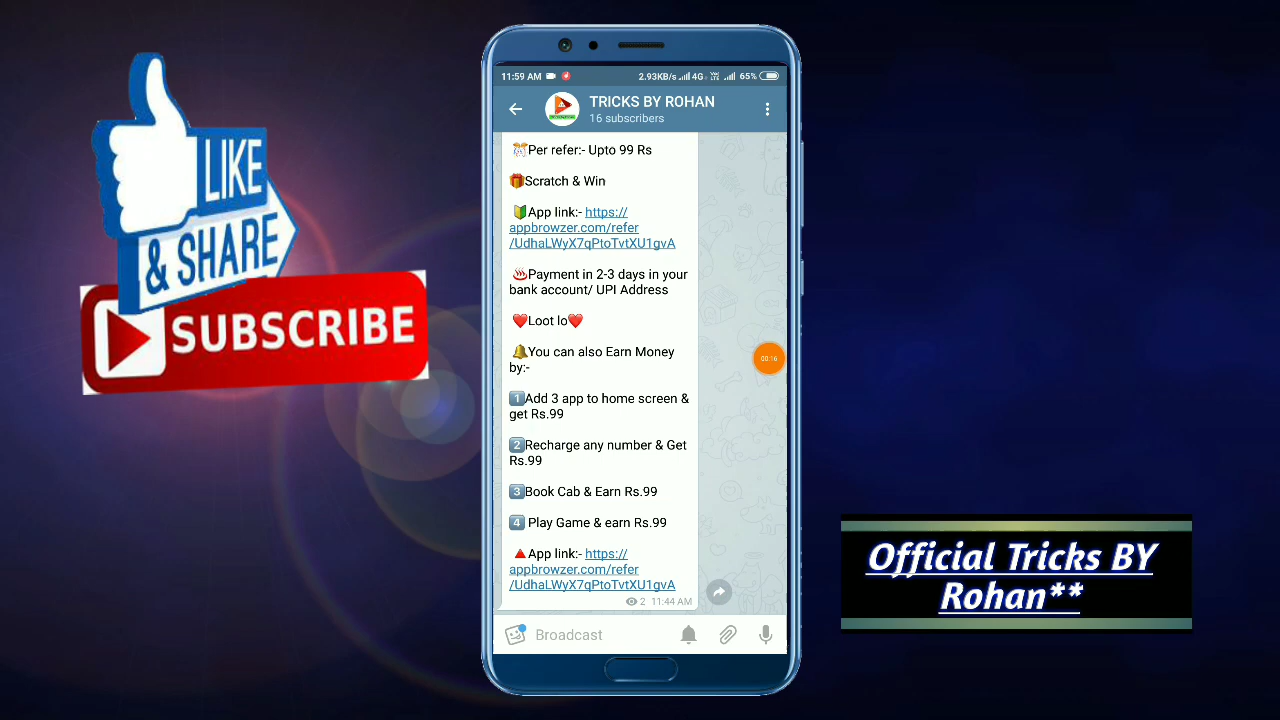 LIKE
& SHARE
SUBSCRIBE
11:59 AM 2.93KB/s 4G 65%
TRICKS BY ROHAN
16 subscribers
🎊Per refer:- Upto 99 Rs
🎁Scratch & Win
🔰App link:- https://
appbrowzer.com/refer
/UdhaLWyX7qPtoTvtXU1gvA
♨️Payment in 2-3 days in your
bank account/ UPI Address
❤️Loot lo❤️
🔔You can also Earn Money
by:-
1️⃣Add 3 app to home screen &
get Rs.99
2️⃣Recharge any number & Get
Rs.99
3️⃣Book Cab & Earn Rs.99
4️⃣ Play Game & earn Rs.99
🔺App link:- https://
appbrowzer.com/refer
/UdhaLWyX7qPtoTvtXU1gvA
2 11:44 AM
Broadcast
00:16
Official Tricks BY
Rohan**